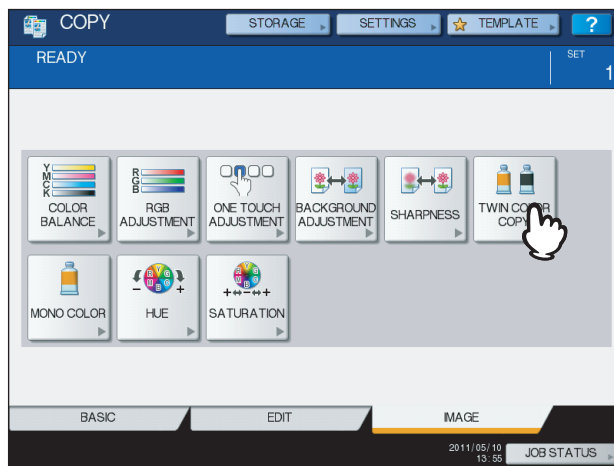 COPY
STORAGE
SETTINGS
TEMPLATE
?
READY
SET
1
Y
M
C
K
COLOR
BALANCE
R
G
B
RGB
ADJUSTMENT
ONE TOUCH
ADJUSTMENT
BACKGROUND
ADJUSTMENT
SHARPNESS
TWIN COLOR
COPY
MONO COLOR
HUE
SATURATION
BASIC
EDIT
IMAGE
2011/05/10
13:55
JOB STATUS